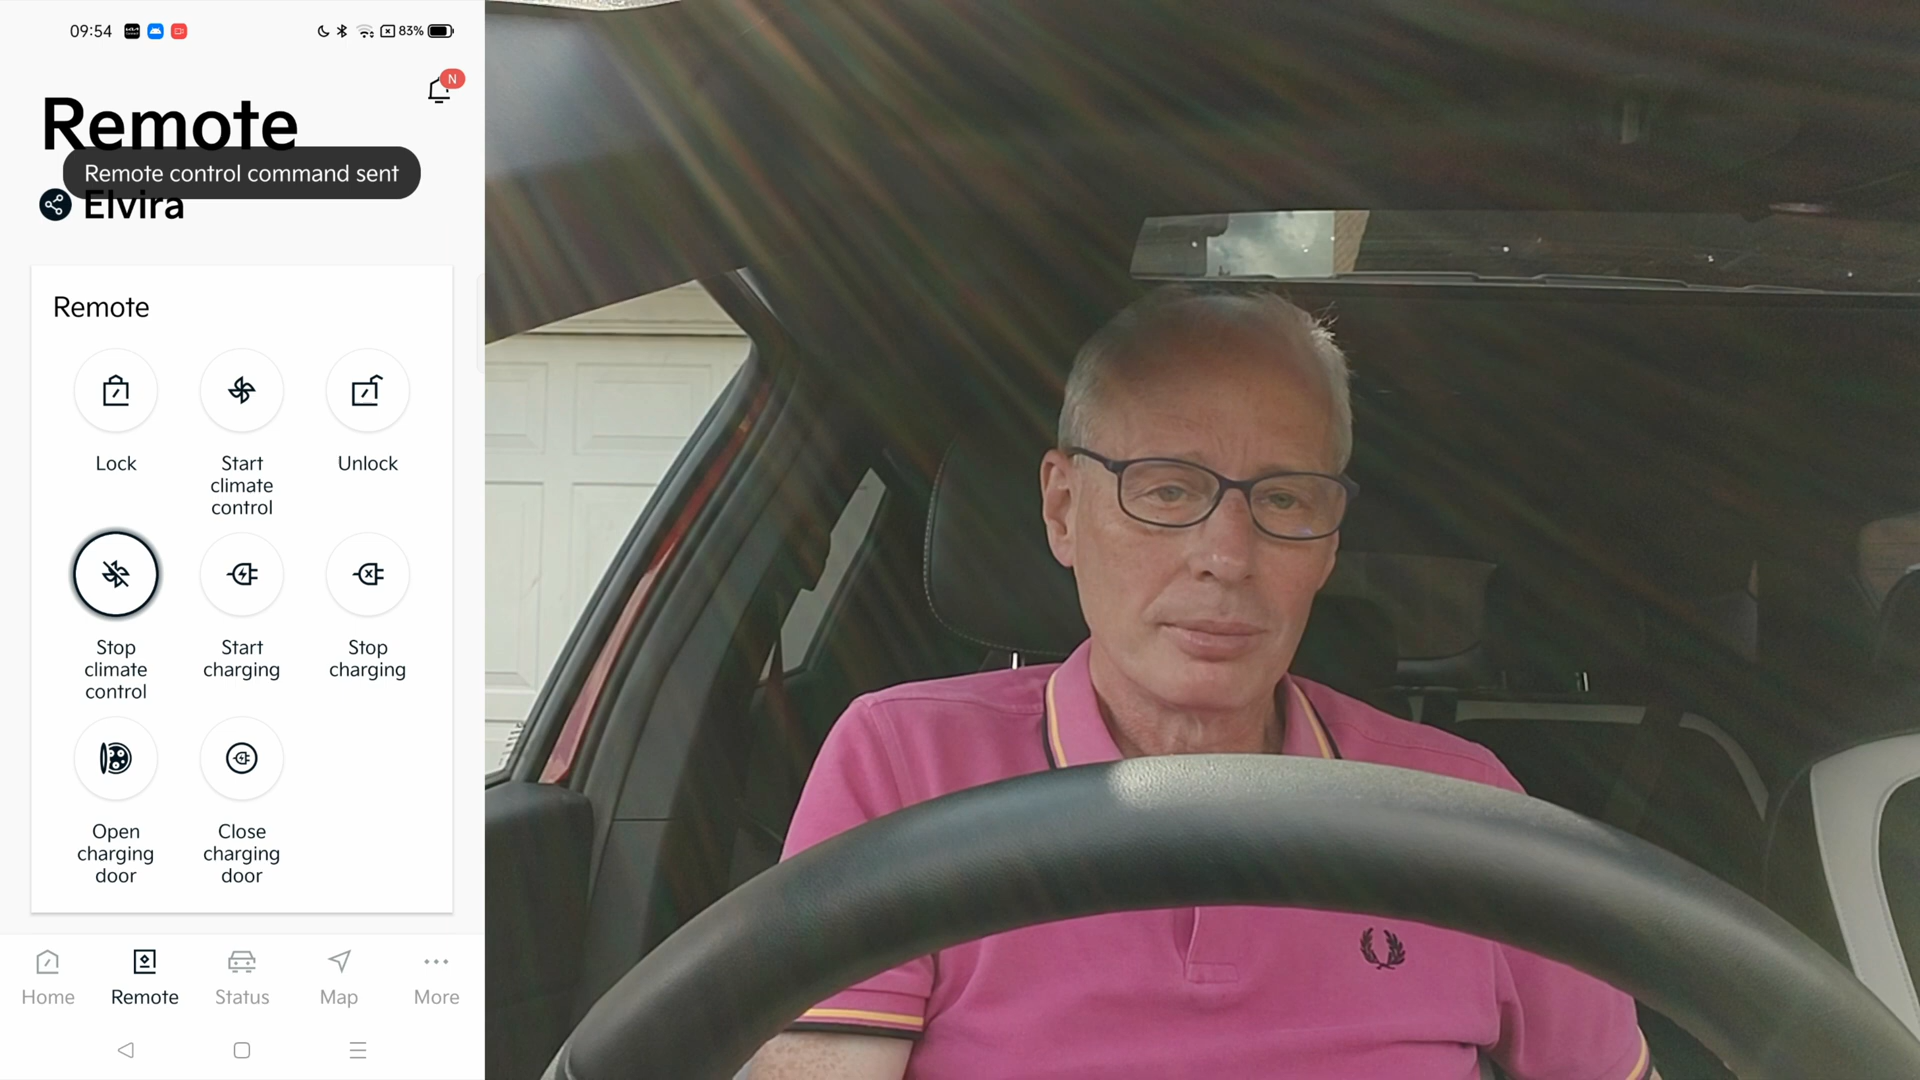 09:54
83%
N
Remote
Remote control command sent
Elvira
Remote
Lock
Start
climate
control
Unlock
Stop
climate
control
Start
charging
Stop
charging
Open
charging
door
Close
charging
door
Home
Remote
Status
Map
More